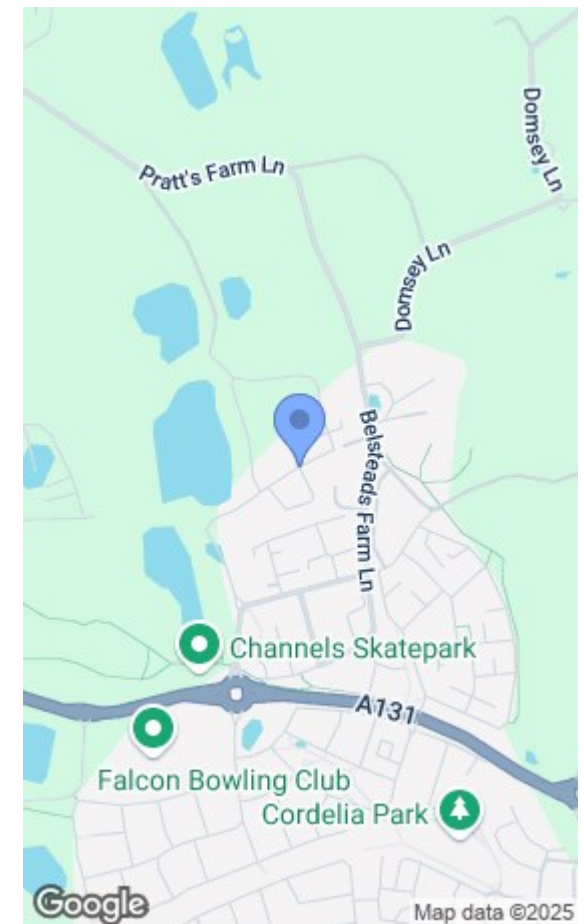 Domsey Ln
Pratt's Farm Ln
Domsey Ln
Belsteads Farm Ln
Channels Skatepark
A131
Falcon Bowling Club
Cordelia Park
Google
Map data ©2025